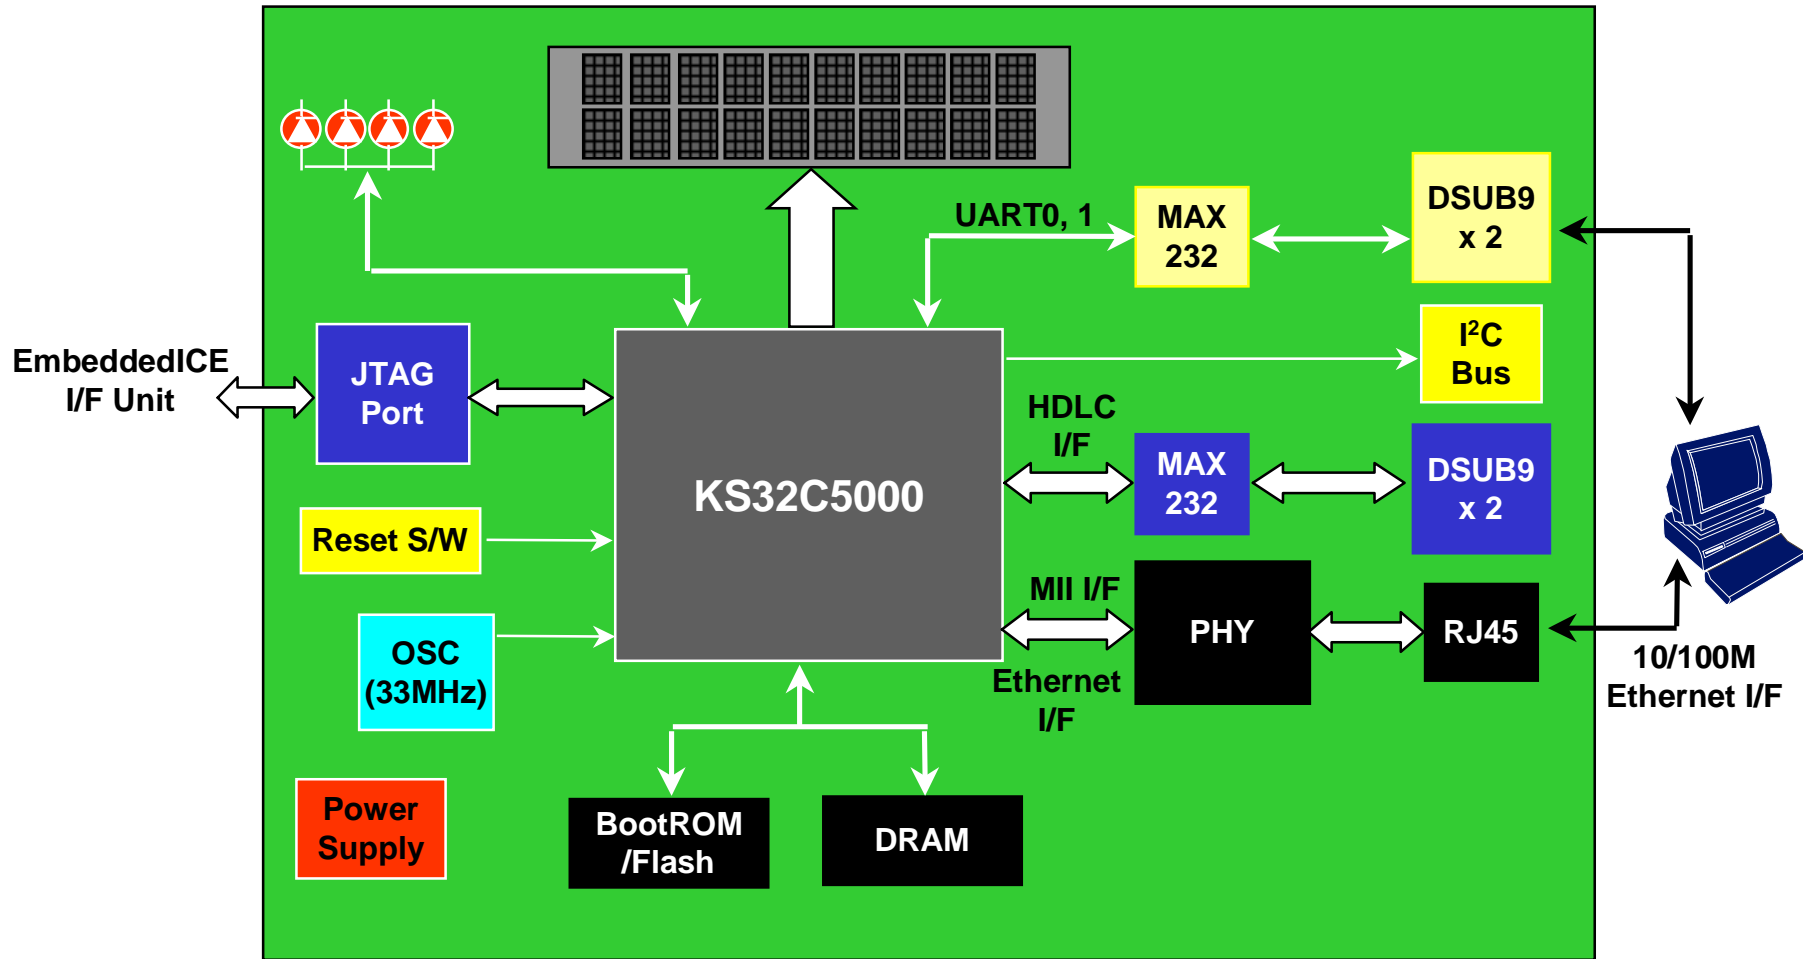 UART0, 1
MAX
232
DSUB9
x 2
EmbeddedICE
I/F Unit
JTAG
Port
I²C
Bus
HDLC
I/F
KS32C5000
MAX
232
DSUB9
x 2
Reset S/W
MII I/F
PHY
RJ45
OSC
(33MHz)
Ethernet
I/F
10/100M
Ethernet I/F
Power
Supply
BootROM
/Flash
DRAM